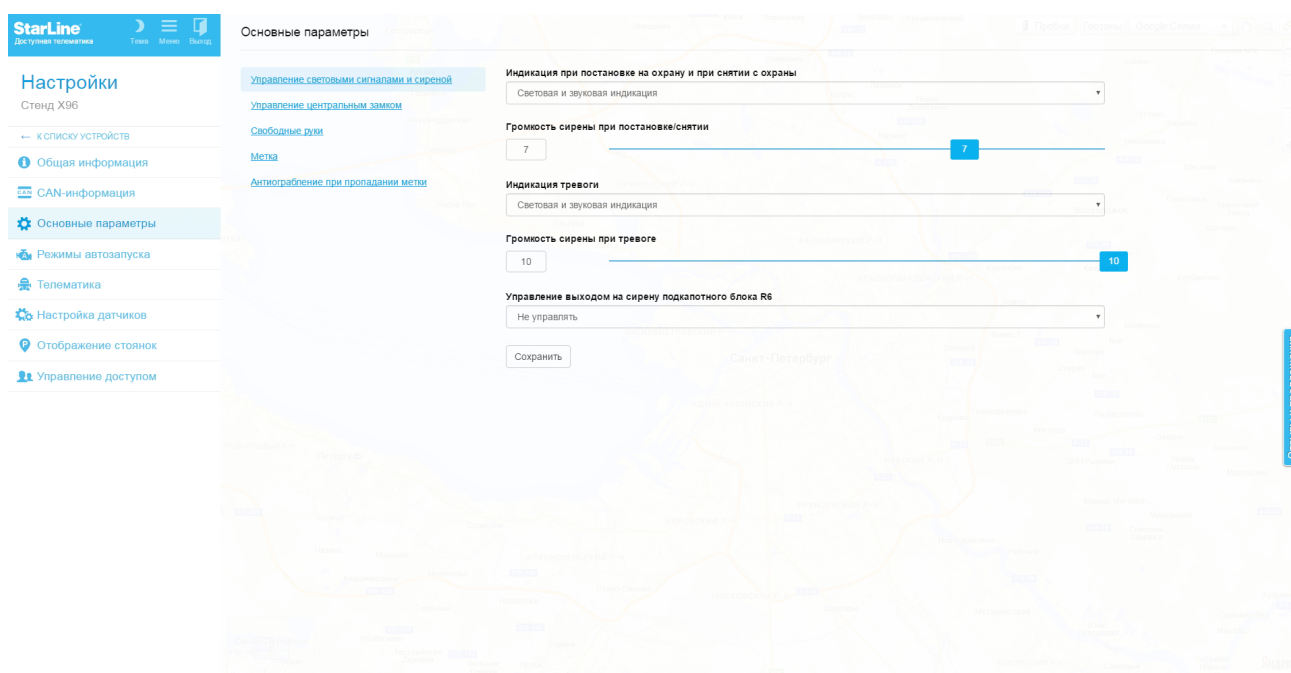 StarLine
Доступная телематика
Тема Меню Выход
Основные параметры
Пробки
Настройки
Стенд X96
← К СПИСКУ УСТРОЙСТВ
Общая информация
CAN
CAN-информация
Основные параметры
Режимы автозапуска
Телематика
Настройка датчиков
Отображение стоянок
Управление доступом
Управление световыми сигналами и сиреной
Управление центральным замком
Свободные руки
Метка
Антиограбление при пропадании метки
Индикация при постановке на охрану и при снятии с охраны
Световая и звуковая индикация
Громкость сирены при постановке/снятии
7
7
Индикация тревоги
Световая и звуковая индикация
Громкость сирены при тревоге
10
10
Управление выходом на сирену подкапотного блока R6
Не управлять
Сохранить
Санкт-Петербург